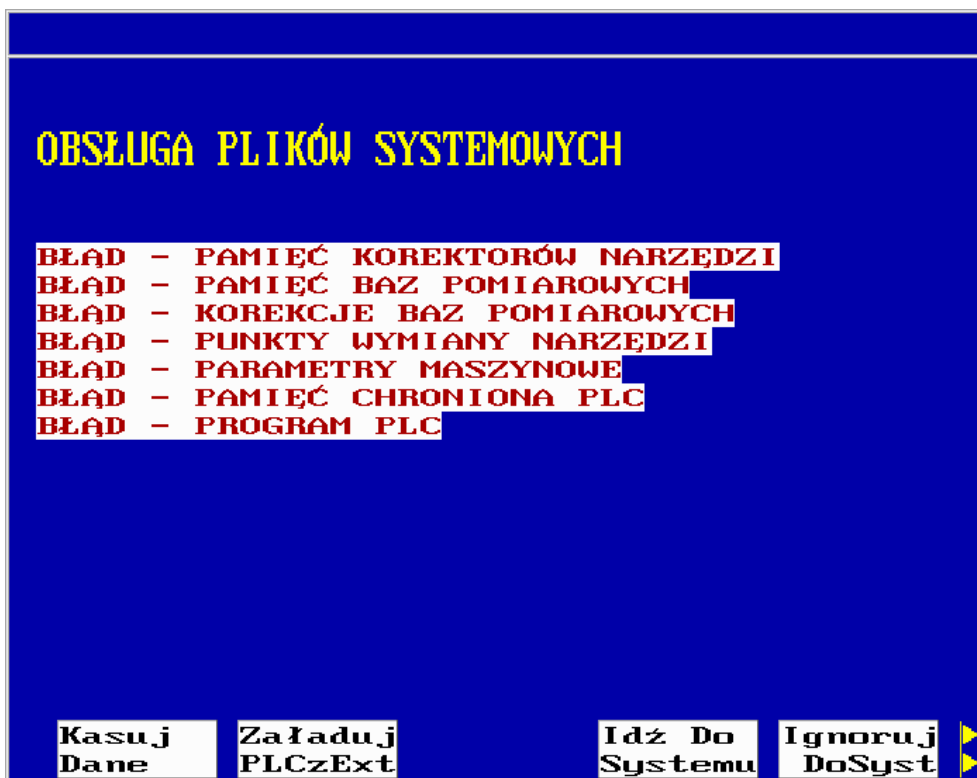 OBSŁUGA PLIKÓW SYSTEMOWYCH
BŁĄD - PAMIĘĆ KOREKTORÓW NARZĘDZI
BŁĄD - PAMIĘĆ BAZ POMIAROWYCH
BŁĄD - KOREKCJE BAZ POMIAROWYCH
BŁĄD - PUNKTY WYMIANY NARZĘDZI
BŁĄD - PARAMETRY MASZYNOWE
BŁĄD - PAMIĘĆ CHRONIONA PLC
BŁĄD - PROGRAM PLC
Kasuj Załaduj Idź Do Ignoruj
Dane PLCzExt Systemu DoSyst